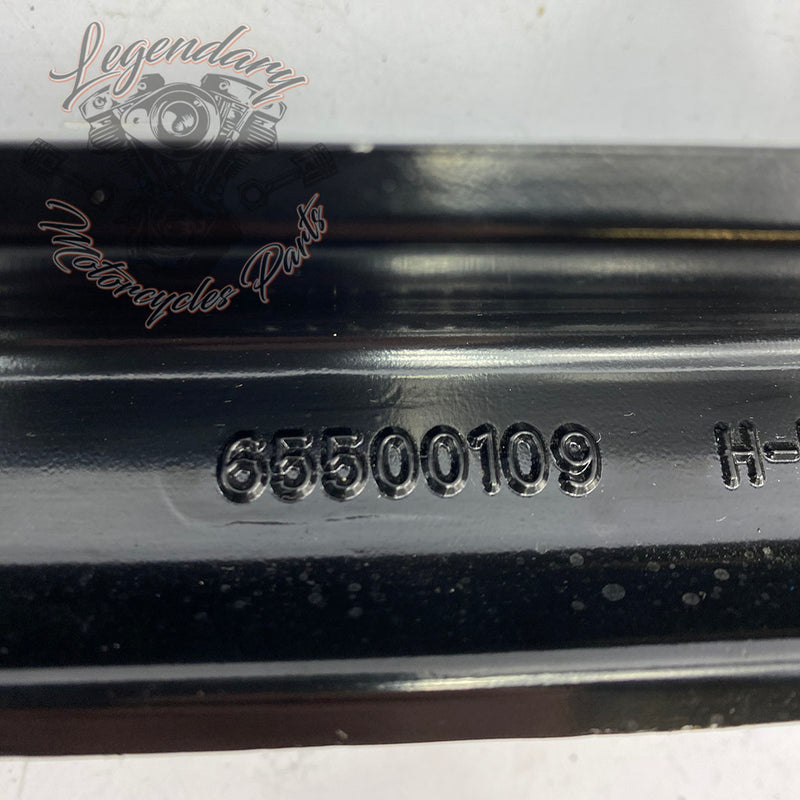 Legendary
Motorcycles Parts
65500109 H-